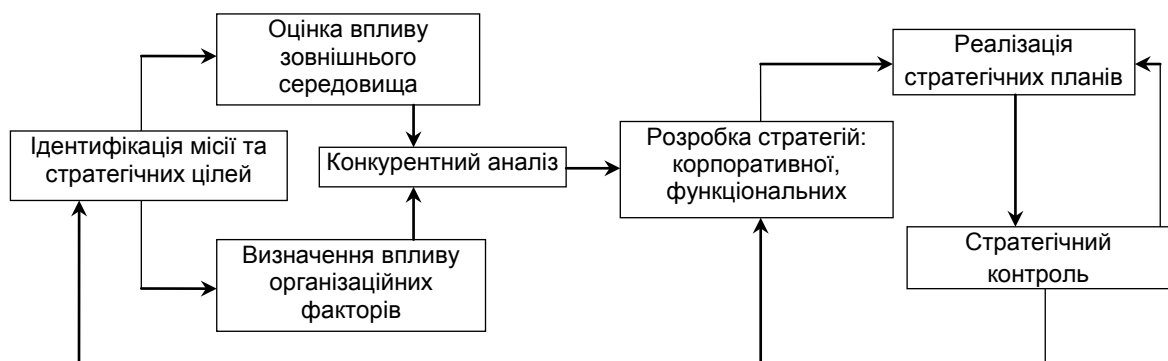 Оцінка впливу
зовнішнього
середовища
Ідентифікація місії та
стратегічних цілей
Конкурентний аналіз
Визначення впливу
організаційних
факторів
Розробка стратегій:
корпоративної,
функціональних
Реалізація
стратегічних планів
Стратегічний
контроль